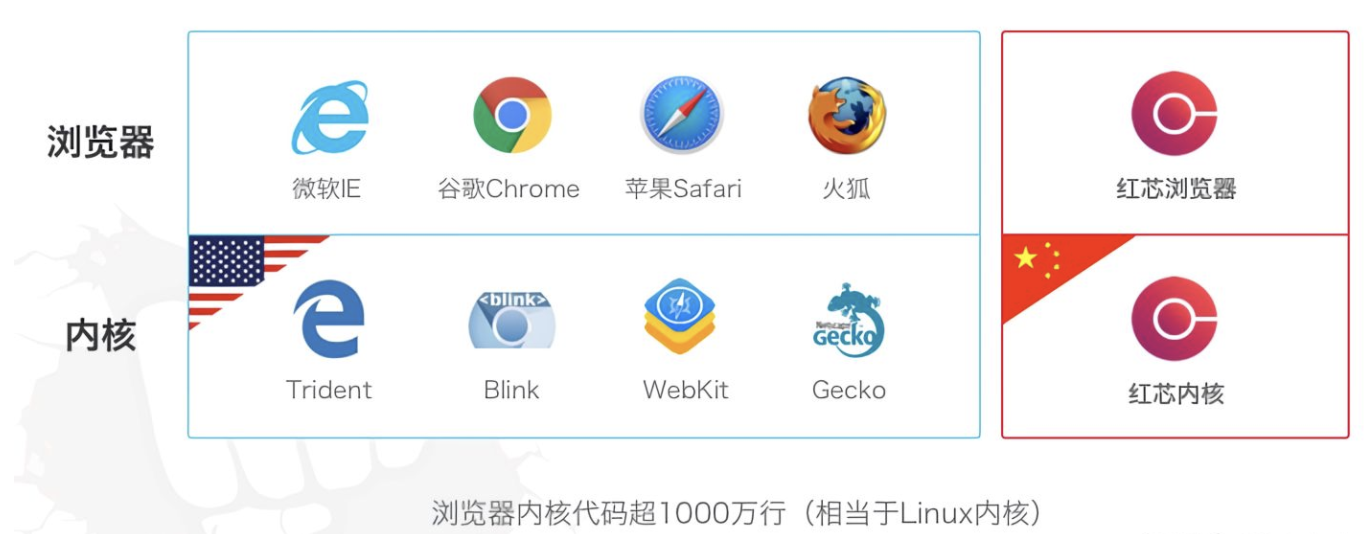 浏览器
微软IE 谷歌Chrome 苹果Safari 火狐 红芯浏览器
<blink>
Gecko
内核
Trident Blink WebKit Gecko 红芯内核
浏览器内核代码超1000万行（相当于Linux内核）